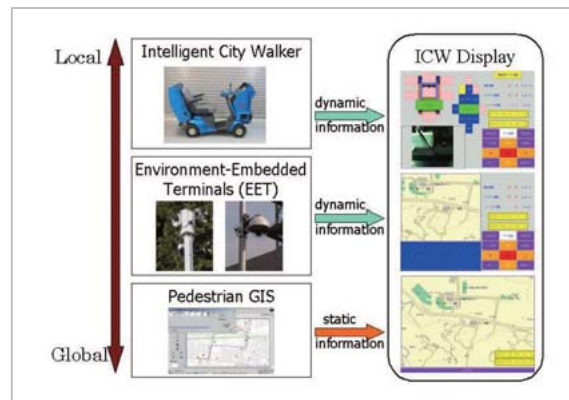 Local
Global
Intelligent City Walker
Environment-Embedded
Terminals (EET)
Pedestrian GIS
dynamic
information
dynamic
information
static
information
ICW Display